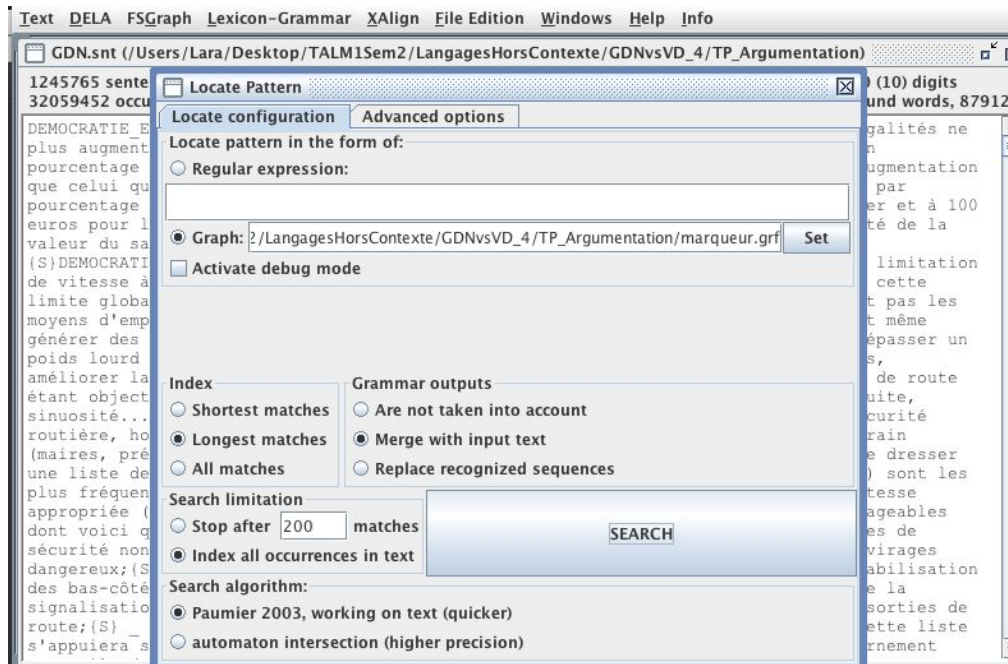 Text DELA FSGraph Lexicon-Grammar XAlign File Edition Windows Help Info
GDN.snt (/Users/Lara/Desktop/TALM1Sem2/LangagesHorsContexte/GDNvsVD_4/TP_Argumentation)
1245765 sente
) (10) digits
32059452 occu
und words, 87912
Locate Pattern
Locate configuration Advanced options
Locate pattern in the form of:
Regular expression:
Graph: ?/LangagesHorsContexte/GDNvsVD_4/TP_Argumentation/marqueur.grf Set
Activate debug mode
Index Grammar outputs
Shortest matches Are not taken into account
Longest matches Merge with input text
All matches Replace recognized sequences
Search limitation
Stop after 200 matches
SEARCH
Index all occurrences in text
Search algorithm:
Paumier 2003, working on text (quicker)
automaton intersection (higher precision)
DEMOCRATIE_E
plus augment
pourcentage
que celui qu
pourcentage
euros pour l
valeur du sa
{S}DEMOCRATI
de vitesse à
limite globa
moyens d'emp
générer des
poids lourd
améliorer la
étant object
sinuosité...
routière, ho
(maires, pré
une liste de
plus fréquen
appropriée (
dont voici q
sécurité non
dangereux;{S
des bas-côté
signalisatio
route;{S} _
s'appuiera s
galités ne
n
ugmentation
par
er et à 100
té de la
limitation
cette
t pas les
t même
épasser un
s,
de route
uite,
curité
rain
e dresser
) sont les
tesse
ageables
es de
virages
abilisation
e la
sorties de
ette liste
rnement